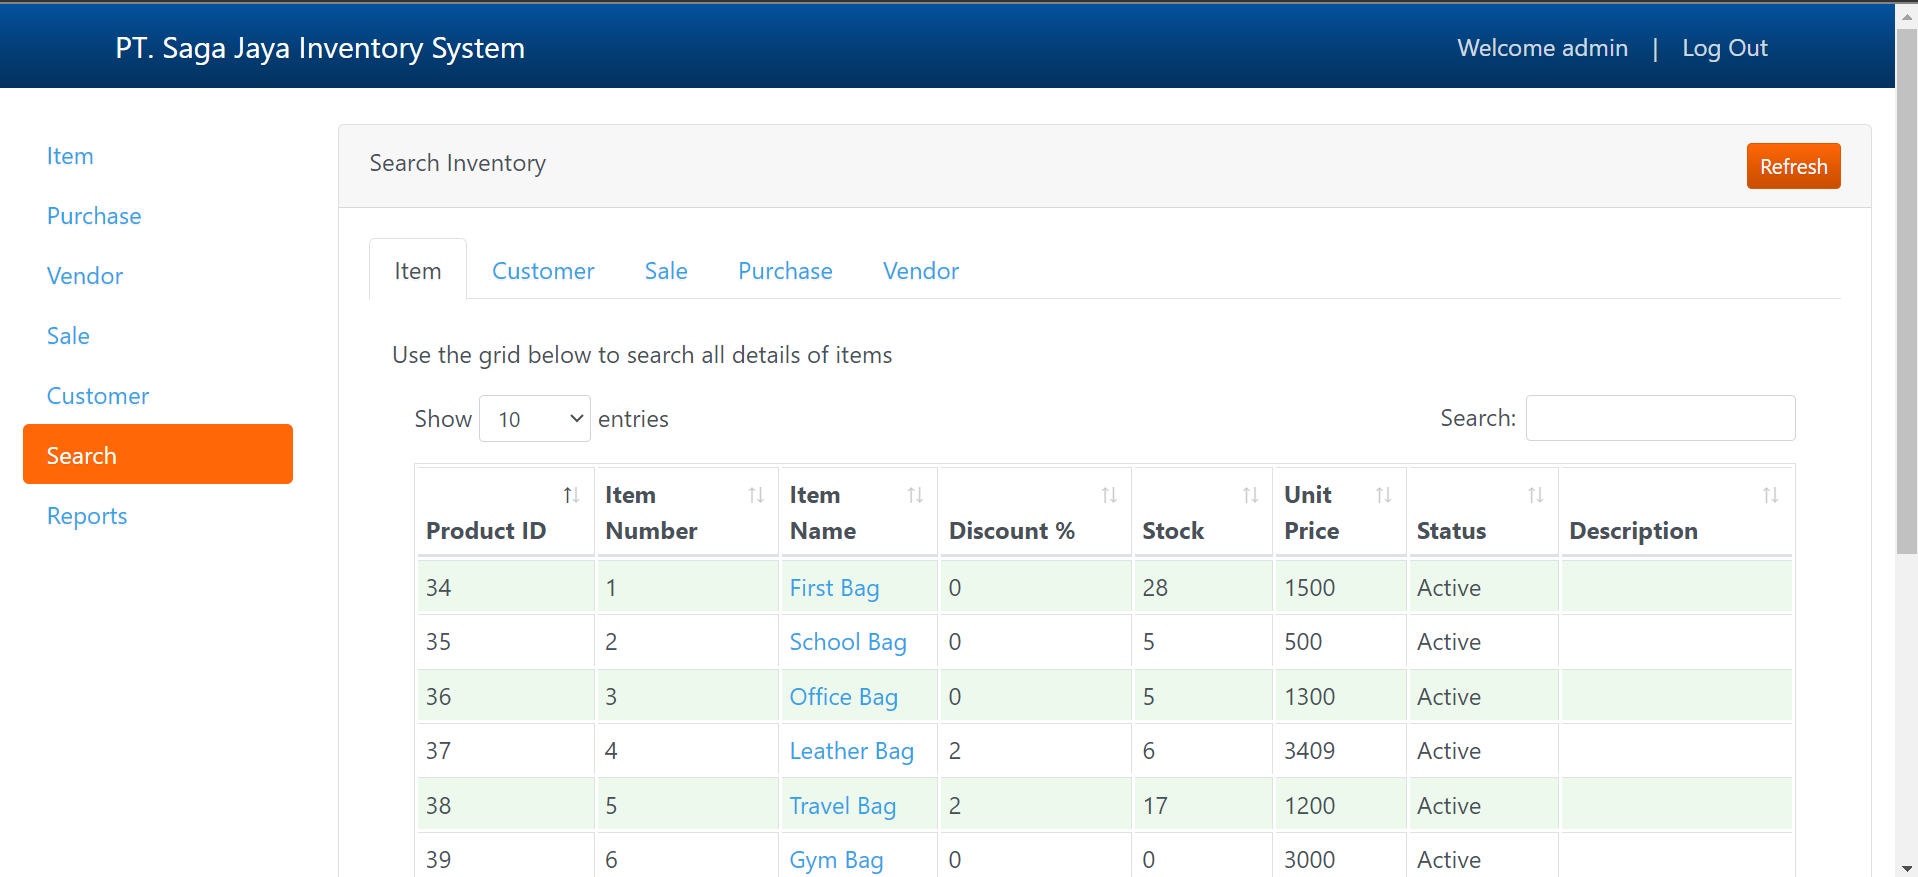 PT. Saga Jaya Inventory System
Welcome admin | Log Out
Item
Purchase
Vendor
Sale
Customer
Search
Reports
Search Inventory
Refresh
Item Customer Sale Purchase Vendor
Use the grid below to search all details of items
Show 10 entries
Search:
Product ID Item Number Item Name Discount % Stock Unit Price Status Description
34 1 First Bag 0 28 1500 Active
35 2 School Bag 0 5 500 Active
36 3 Office Bag 0 5 1300 Active
37 4 Leather Bag 2 6 3409 Active
38 5 Travel Bag 2 17 1200 Active
39 6 Gym Bag 0 0 3000 Active